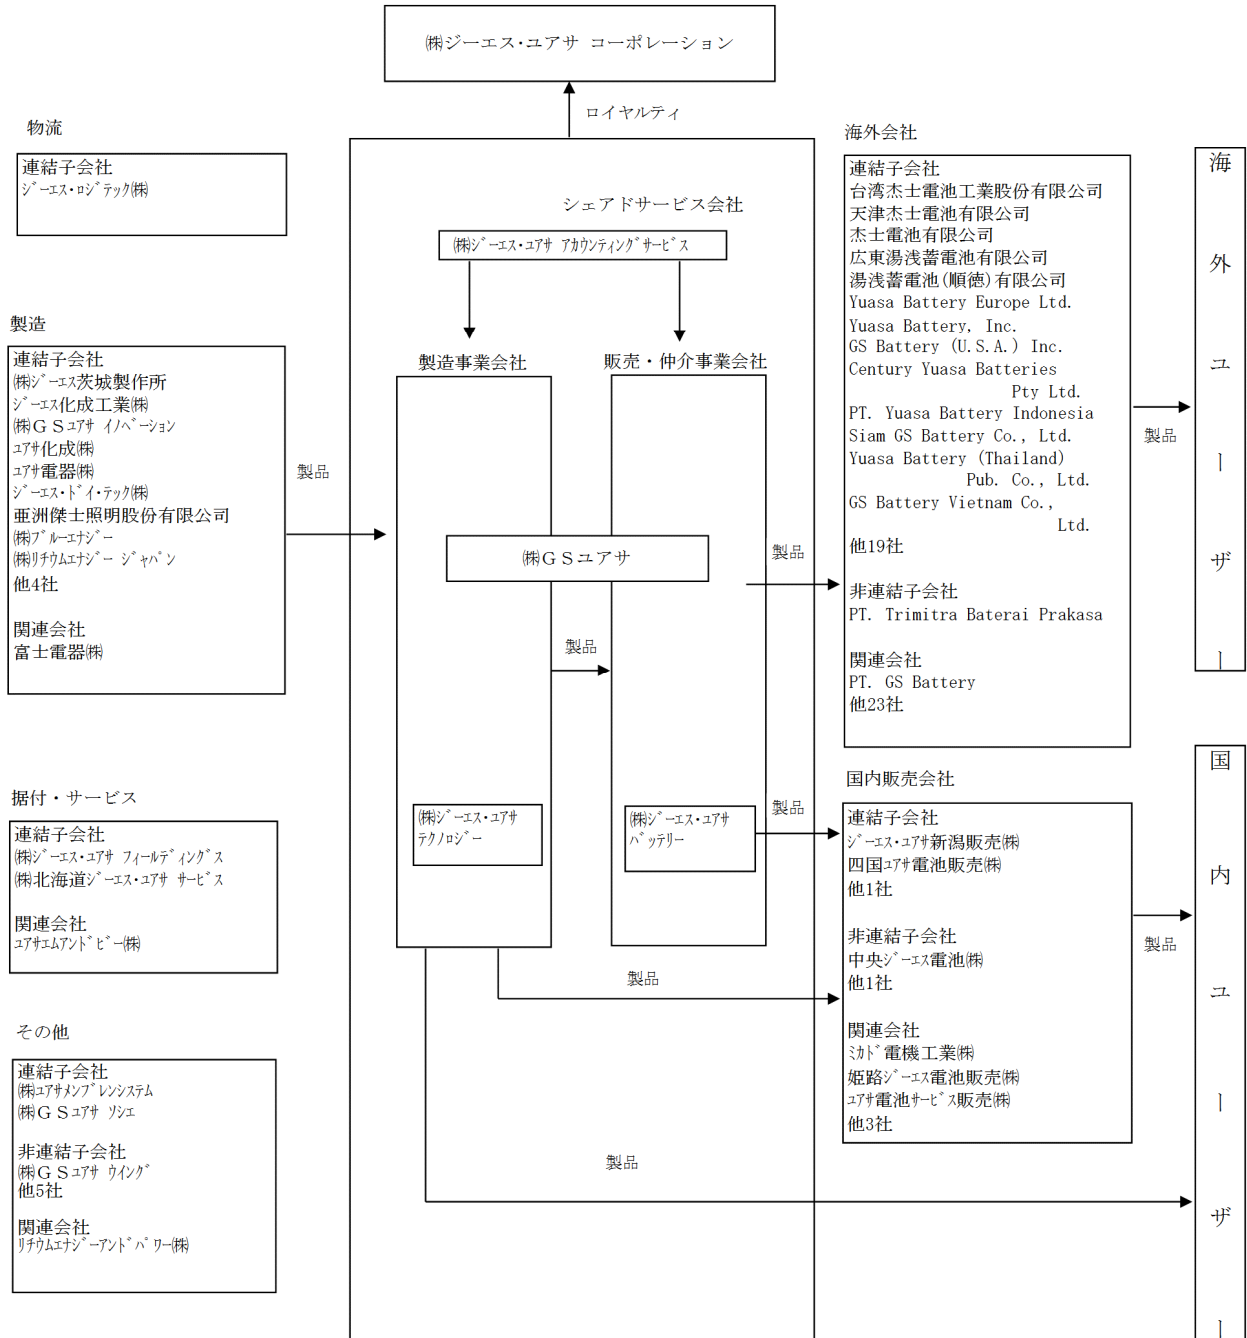 ㈱ジーエス・ユアサ コーポレーション
ロイヤルティ
物流
連結子会社
ジーエス・ロジテック㈱
製造
連結子会社
㈱ジーエス茨城製作所
ジーエス化成工業㈱
㈱ＧＳユアサ イノベーション
ユアサ化成㈱
ユアサ電器㈱
ジーエス・ドイ・テック㈱
亜洲傑士照明股份有限公司
㈱ブルーエナジー
㈱リチウムエナジー ジャパン
他4社
関連会社
富士電器㈱
製品
据付・サービス
連結子会社
㈱ジーエス・ユアサ フィールディングス
㈱北海道ジーエス・ユアサ サービス
関連会社
ユアサエムアンドビー㈱
その他
連結子会社
㈱ユアサメンブレンシステム
㈱ＧＳユアサ ソシエ
非連結子会社
㈱ＧＳユアサ ウイング
他5社
関連会社
リチウムエナジーアンドパワー㈱
シェアドサービス会社
㈱ジーエス・ユアサ アカウンティングサービス
製造事業会社
販売・仲介事業会社
㈱ＧＳユアサ
製品
㈱ジーエス・ユアサ
テクノロジー
㈱ジーエス・ユアサ
バッテリー
製品
製品
製品
製品
海外会社
連結子会社
台湾杰士電池工業股份有限公司
天津杰士電池有限公司
杰士電池有限公司
広東湯浅蓄電池有限公司
湯浅蓄電池(順徳)有限公司
Yuasa Battery Europe Ltd.
Yuasa Battery, Inc.
GS Battery (U.S.A.) Inc.
Century Yuasa Batteries
Pty Ltd.
PT. Yuasa Battery Indonesia
Siam GS Battery Co., Ltd.
Yuasa Battery (Thailand)
Pub. Co., Ltd.
GS Battery Vietnam Co.,
Ltd.
他19社
非連結子会社
PT. Trimitra Baterai Prakasa
関連会社
PT. GS Battery
他23社
製品
海外ユーザー
国内販売会社
連結子会社
ジーエス・ユアサ新潟販売㈱
四国ユアサ電池販売㈱
他1社
非連結子会社
中央ジーエス電池㈱
他1社
関連会社
ミカド電機工業㈱
姫路ジーエス電池販売㈱
ユアサ電池サービス販売㈱
他3社
製品
国内ユーザー